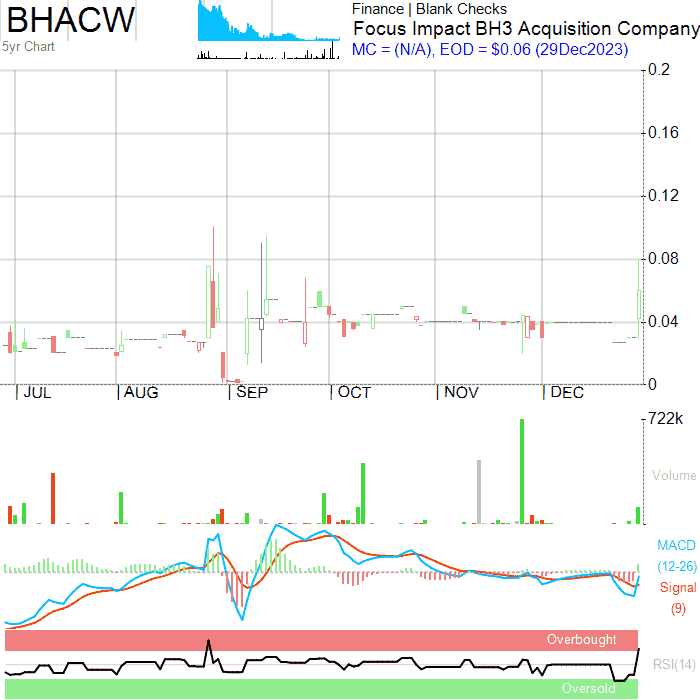 BHACW
5yr Chart
Finance | Blank Checks
Focus Impact BH3 Acquisition Company
MC = (N/A), EOD = $0.06 (29Dec2023)
0.2
0.16
0.12
0.08
0.04
0
| JUL | AUG | SEP | OCT | NOV | DEC
722k
Volume
MACD
(12-26)
Signal
(9)
Overbought
RSI(14)
Oversold